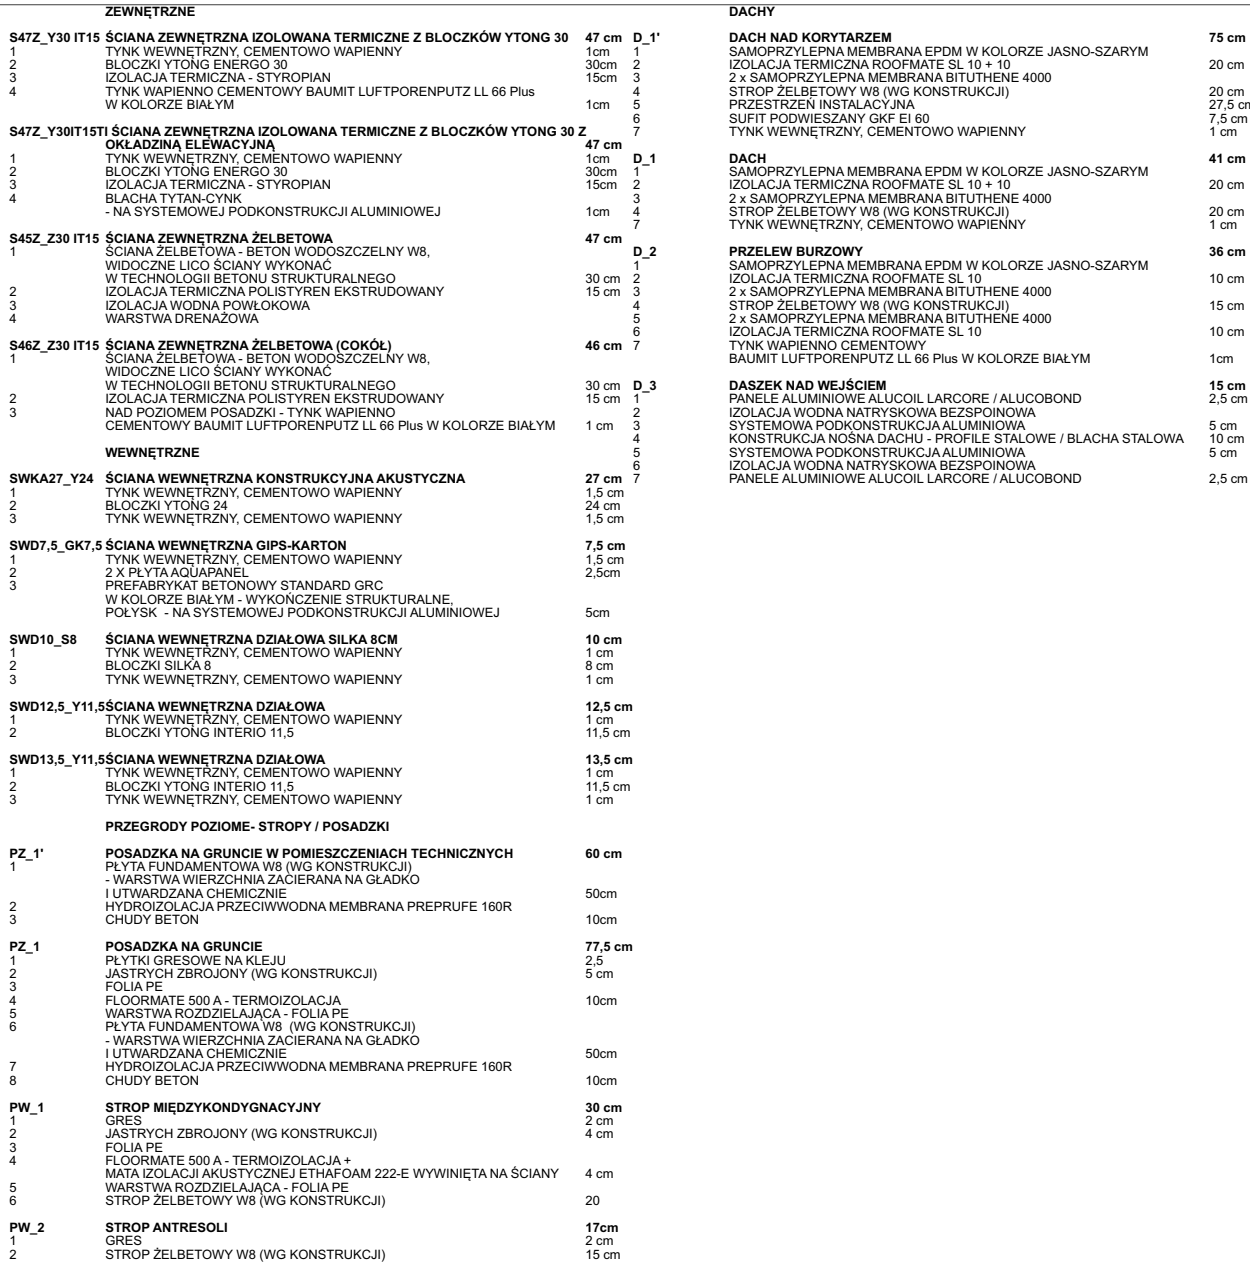 ZEWNĘTRZNE
S47Z_Y30 IT15 ŚCIANA ZEWNĘTRZNA IZOLOWANA TERMICZNE Z BLOCZKÓW YTONG 30 47 cm
1 TYNK WEWNĘTRZNY, CEMENTOWO WAPIENNY 1cm
2 BLOCZKI YTONG ENERGO 30 30cm
3 IZOLACJA TERMICZNA - STYROPIAN 15cm
4 TYNK WAPIENNO CEMENTOWY BAUMIT LUFTPORENPUTZ LL 66 Plus
W KOLORZE BIAŁYM 1cm
S47Z_Y30IT15TI ŚCIANA ZEWNĘTRZNA IZOLOWANA TERMICZNE Z BLOCZKÓW YTONG 30 Z
OKŁADZINĄ ELEWACYJNĄ 47 cm
1 TYNK WEWNĘTRZNY, CEMENTOWO WAPIENNY 1cm
2 BLOCZKI YTONG ENERGO 30 30cm
3 IZOLACJA TERMICZNA - STYROPIAN 15cm
4 BLACHA TYTAN-CYNK
- NA SYSTEMOWEJ PODKONSTRUKCJI ALUMINIOWEJ 1cm
S45Z_Z30 IT15 ŚCIANA ZEWNĘTRZNA ŻELBETOWA 47 cm
1 ŚCIANA ŻELBETOWA - BETON WODOSZCZELNY W8,
WIDOCZNE LICO ŚCIANY WYKONAĆ
W TECHNOLOGII BETONU STRUKTURALNEGO 30 cm
2 IZOLACJA TERMICZNA POLISTYREN EKSTRUDOWANY 15 cm
3 IZOLACJA WODNA POWŁOKOWA
4 WARSTWA DRENAŻOWA
S46Z_Z30 IT15 ŚCIANA ZEWNĘTRZNA ŻELBETOWA (COKÓŁ) 46 cm
1 ŚCIANA ŻELBETOWA - BETON WODOSZCZELNY W8,
WIDOCZNE LICO ŚCIANY WYKONAĆ
W TECHNOLOGII BETONU STRUKTURALNEGO 30 cm
2 IZOLACJA TERMICZNA POLISTYREN EKSTRUDOWANY 15 cm
3 NAD POZIOMEM POSADZKI - TYNK WAPIENNO
CEMENTOWY BAUMIT LUFTPORENPUTZ LL 66 Plus W KOLORZE BIAŁYM 1 cm
WEWNĘTRZNE
SWKA27_Y24 ŚCIANA WEWNĘTRZNA KONSTRUKCYJNA AKUSTYCZNA 27 cm
1 TYNK WEWNĘTRZNY, CEMENTOWO WAPIENNY 1,5 cm
2 BLOCZKI YTONG 24 24 cm
3 TYNK WEWNĘTRZNY, CEMENTOWO WAPIENNY 1,5 cm
SWD7,5_GK7,5 ŚCIANA WEWNĘTRZNA GIPS-KARTON 7,5 cm
1 TYNK WEWNĘTRZNY, CEMENTOWO WAPIENNY 1,5 cm
2 2 X PŁYTA AQUAPANEL 2,5cm
3 PREFABRYKAT BETONOWY STANDARD GRC
W KOLORZE BIAŁYM - WYKOŃCZENIE STRUKTURALNE,
POŁYSK - NA SYSTEMOWEJ PODKONSTRUKCJI ALUMINIOWEJ 5cm
SWD10_S8 ŚCIANA WEWNĘTRZNA DZIAŁOWA SILKA 8CM 10 cm
1 TYNK WEWNĘTRZNY, CEMENTOWO WAPIENNY 1 cm
2 BLOCZKI SILKA 8 8 cm
3 TYNK WEWNĘTRZNY, CEMENTOWO WAPIENNY 1 cm
SWD12,5_Y11,5ŚCIANA WEWNĘTRZNA DZIAŁOWA 12,5 cm
1 TYNK WEWNĘTRZNY, CEMENTOWO WAPIENNY 1 cm
2 BLOCZKI YTONG INTERIO 11,5 11,5 cm
SWD13,5_Y11,5ŚCIANA WEWNĘTRZNA DZIAŁOWA 13,5 cm
1 TYNK WEWNĘTRZNY, CEMENTOWO WAPIENNY 1 cm
2 BLOCZKI YTONG INTERIO 11,5 11,5 cm
3 TYNK WEWNĘTRZNY, CEMENTOWO WAPIENNY 1 cm
PRZEGRODY POZIOME- STROPY / POSADZKI
PZ_1' POSADZKA NA GRUNCIE W POMIESZCZENIACH TECHNICZNYCH 60 cm
1 PŁYTA FUNDAMENTOWA W8 (WG KONSTRUKCJI)
- WARSTWA WIERZCHNIA ZACIERANA NA GŁADKO
I UTWARDZANA CHEMICZNIE 50cm
2 HYDROIZOLACJA PRZECIWWODNA MEMBRANA PREPRUFE 160R
3 CHUDY BETON 10cm
PZ_1 POSADZKA NA GRUNCIE 77,5 cm
1 PŁYTKI GRESOWE NA KLEJU 2,5
2 JASTRYCH ZBROJONY (WG KONSTRUKCJI) 5 cm
3 FOLIA PE
4 FLOORMATE 500 A - TERMOIZOLACJA 10cm
5 WARSTWA ROZDZIELAJĄCA - FOLIA PE
6 PŁYTA FUNDAMENTOWA W8 (WG KONSTRUKCJI)
- WARSTWA WIERZCHNIA ZACIERANA NA GŁADKO
I UTWARDZANA CHEMICZNIE 50cm
7 HYDROIZOLACJA PRZECIWWODNA MEMBRANA PREPRUFE 160R
8 CHUDY BETON 10cm
PW_1 STROP MIĘDZYKONDYGNACYJNY 30 cm
1 GRES 2 cm
2 JASTRYCH ZBROJONY (WG KONSTRUKCJI) 4 cm
3 FOLIA PE
4 FLOORMATE 500 A - TERMOIZOLACJA +
MATA IZOLACJI AKUSTYCZNEJ ETHAFOAM 222-E WYWINIĘTA NA ŚCIANY 4 cm
5 WARSTWA ROZDZIELAJĄCA - FOLIA PE
6 STROP ŻELBETOWY W8 (WG KONSTRUKCJI) 20
PW_2 STROP ANTRESOLI 17cm
1 GRES 2 cm
2 STROP ŻELBETOWY W8 (WG KONSTRUKCJI) 15 cm
DACHY
D_1' DACH NAD KORYTARZEM 75 cm
1 SAMOPRZYLEPNA MEMBRANA EPDM W KOLORZE JASNO-SZARYM
2 IZOLACJA TERMICZNA ROOFMATE SL 10 + 10 20 cm
3 2 x SAMOPRZYLEPNA MEMBRANA BITUTHENE 4000
4 STROP ŻELBETOWY W8 (WG KONSTRUKCJI) 20 cm
5 PRZESTRZEŃ INSTALACYJNA 27,5 cm
6 SUFIT PODWIESZANY GKF EI 60 7,5 cm
7 TYNK WEWNĘTRZNY, CEMENTOWO WAPIENNY 1 cm
D_1 DACH 41 cm
1 SAMOPRZYLEPNA MEMBRANA EPDM W KOLORZE JASNO-SZARYM
2 IZOLACJA TERMICZNA ROOFMATE SL 10 + 10 20 cm
3 2 x SAMOPRZYLEPNA MEMBRANA BITUTHENE 4000
4 STROP ŻELBETOWY W8 (WG KONSTRUKCJI) 20 cm
7 TYNK WEWNĘTRZNY, CEMENTOWO WAPIENNY 1 cm
D_2 PRZELEW BURZOWY 36 cm
1 SAMOPRZYLEPNA MEMBRANA EPDM W KOLORZE JASNO-SZARYM
2 IZOLACJA TERMICZNA ROOFMATE SL 10 10 cm
3 2 x SAMOPRZYLEPNA MEMBRANA BITUTHENE 4000
4 STROP ŻELBETOWY W8 (WG KONSTRUKCJI) 15 cm
5 2 x SAMOPRZYLEPNA MEMBRANA BITUTHENE 4000
6 IZOLACJA TERMICZNA ROOFMATE SL 10 10 cm
7 TYNK WAPIENNO CEMENTOWY
BAUMIT LUFTPORENPUTZ LL 66 Plus W KOLORZE BIAŁYM 1cm
D_3 DASZEK NAD WEJŚCIEM 15 cm
1 PANELE ALUMINIOWE ALUCOIL LARCORE / ALUCOBOND 2,5 cm
2 IZOLACJA WODNA NATRYSKOWA BEZSPOINOWA
3 SYSTEMOWA PODKONSTRUKCJA ALUMINIOWA 5 cm
4 KONSTRUKCJA NOŚNA DACHU - PROFILE STALOWE / BLACHA STALOWA 10 cm
5 SYSTEMOWA PODKONSTRUKCJA ALUMINIOWA 5 cm
6 IZOLACJA WODNA NATRYSKOWA BEZSPOINOWA
7 PANELE ALUMINIOWE ALUCOIL LARCORE / ALUCOBOND 2,5 cm